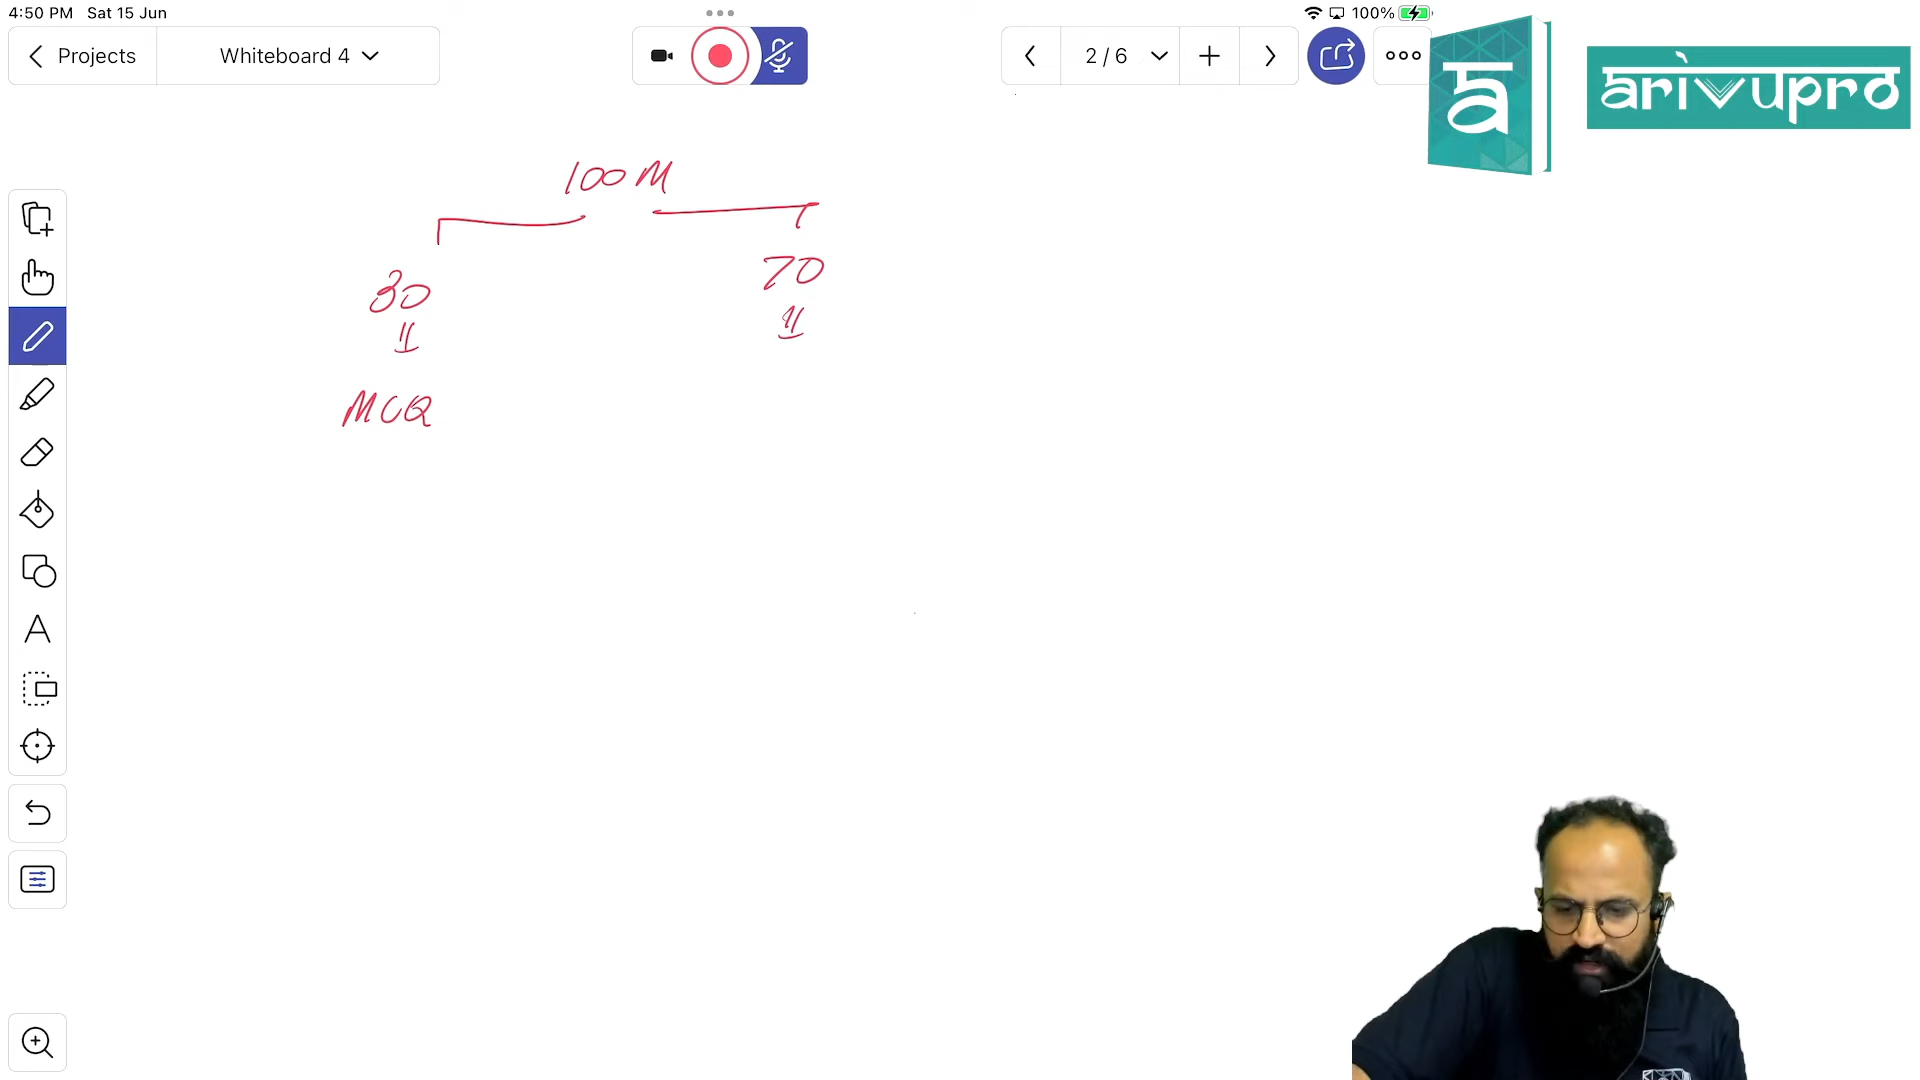 4:50 PM Sat 15 Jun
100%
Projects
Whiteboard 4
2 / 6
ā
arivupro
100 M
30
70
MCQ